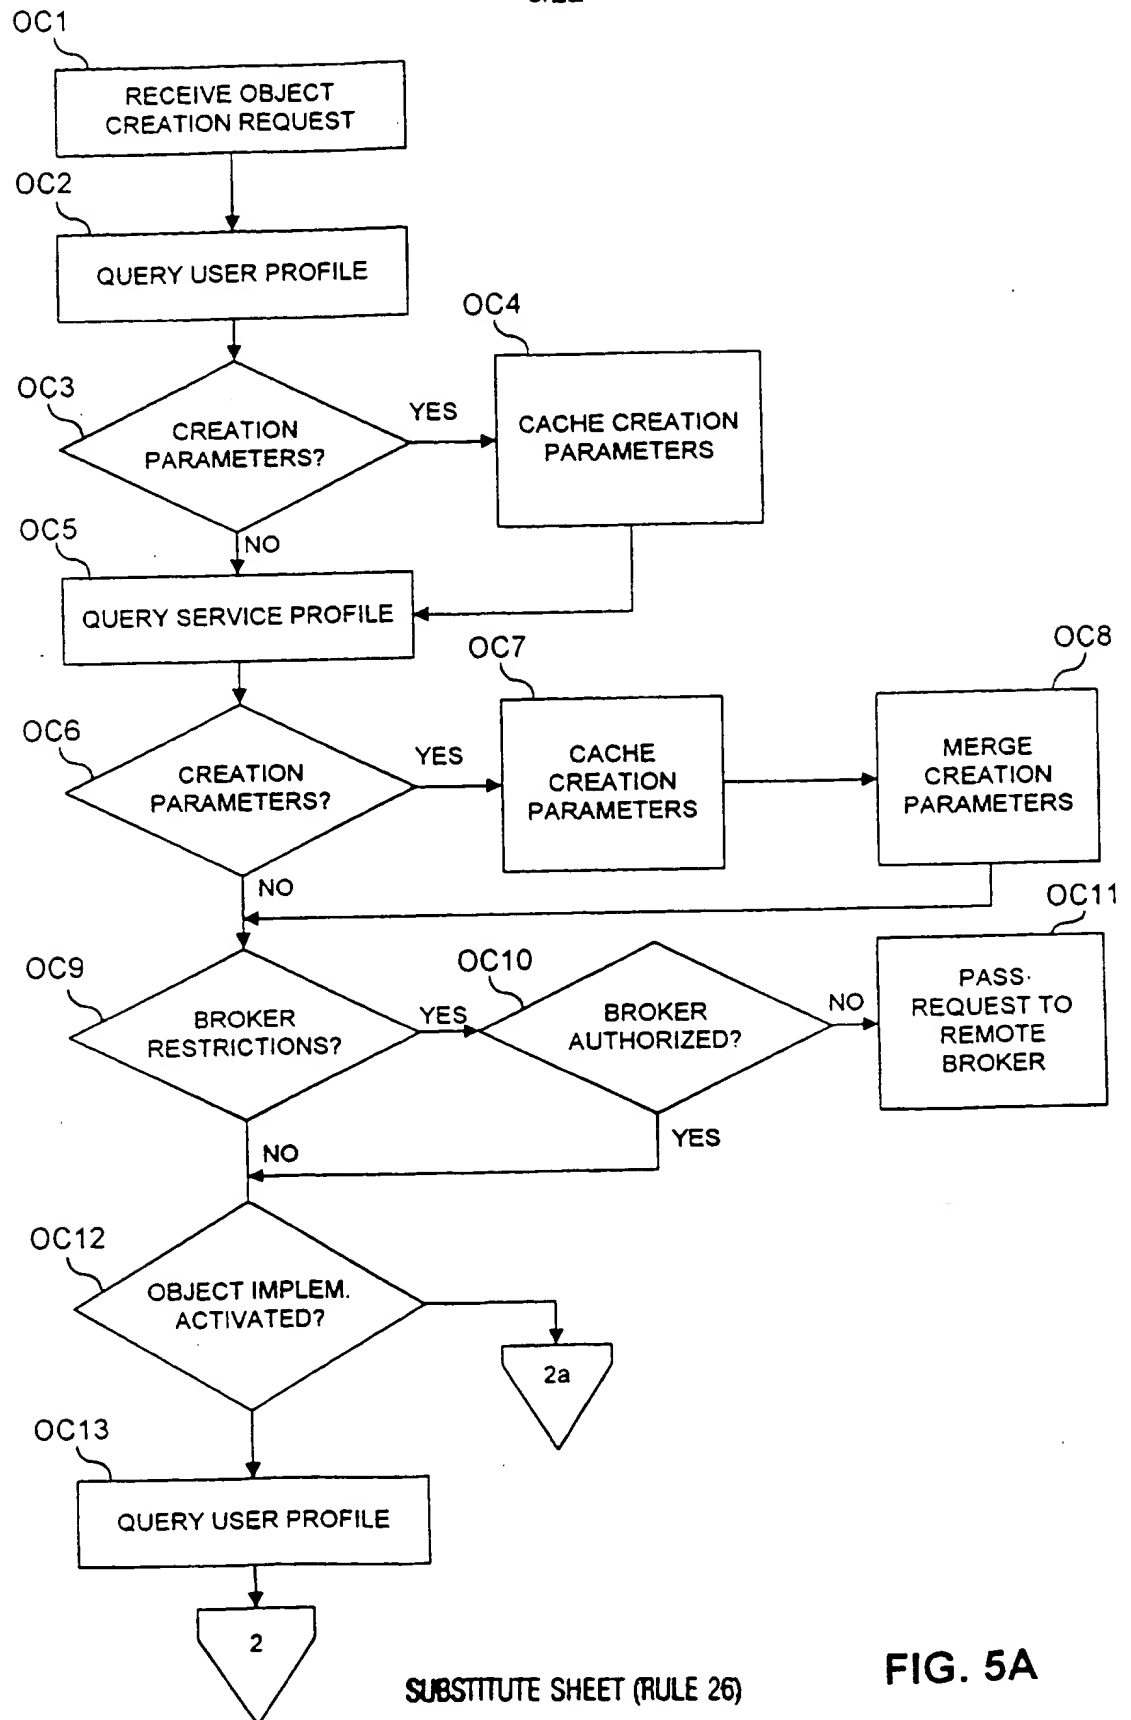 OC1
RECEIVE OBJECT
CREATION REQUEST
OC2
QUERY USER PROFILE
OC3
CREATION
PARAMETERS?
YES
OC4
CACHE CREATION
PARAMETERS
NO
OC5
QUERY SERVICE PROFILE
OC6
CREATION
PARAMETERS?
YES
OC7
CACHE
CREATION
PARAMETERS
OC8
MERGE
CREATION
PARAMETERS
NO
OC9
BROKER
RESTRICTIONS?
YES
OC10
BROKER
AUTHORIZED?
NO
OC11
PASS
REQUEST TO
REMOTE
BROKER
NO
YES
OC12
OBJECT IMPLEM.
ACTIVATED?
2a
OC13
QUERY USER PROFILE
2
SUBSTITUTE SHEET (RULE 26)
FIG. 5A